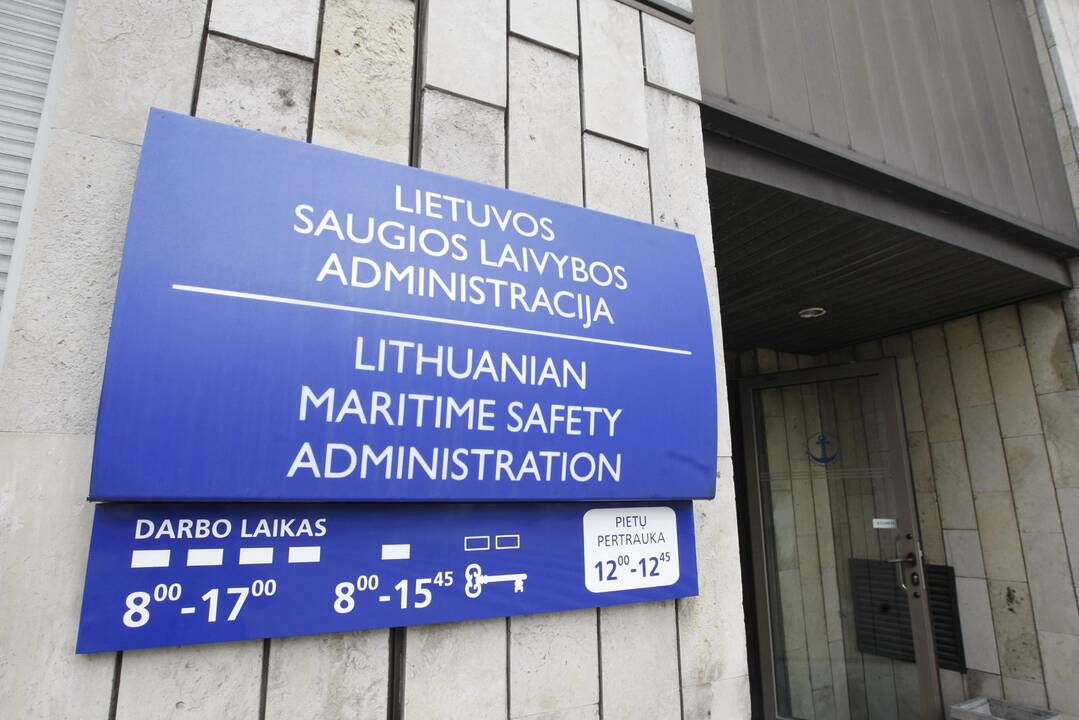 LIETUVOS
SAUGIOS LAIVYBOS
ADMINISTRACIJA
LITHUANIAN
MARITIME SAFETY
ADMINISTRATION
DARBO LAIKAS
8⁰⁰-17⁰⁰
8⁰⁰-15⁴⁵
PIETŲ
PERTRAUKA
12⁰⁰-12⁴⁵